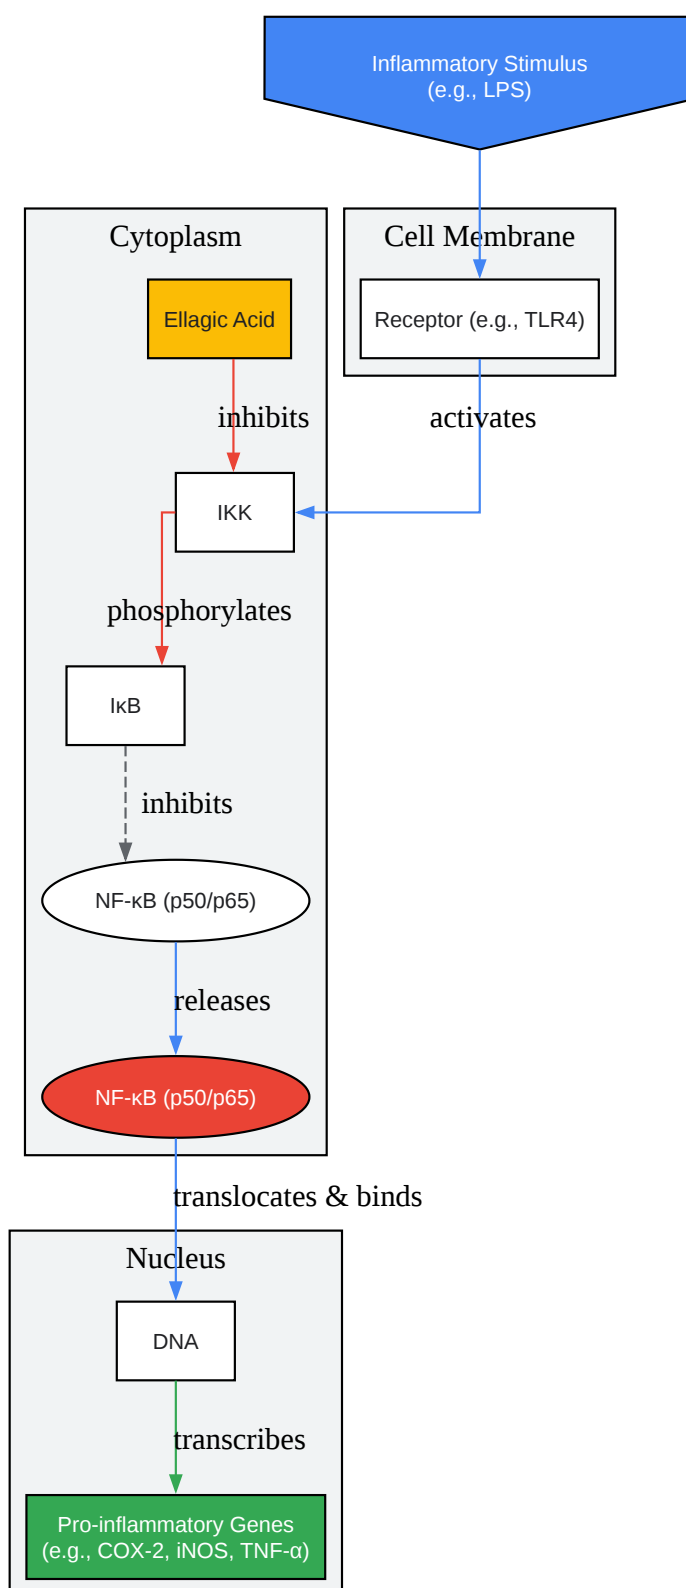 Inflammatory Stimulus
(e.g., LPS)
Cytoplasm
Cell Membrane
Ellagic Acid
Receptor (e.g., TLR4)
inhibits
activates
IKK
phosphorylates
IκB
inhibits
NF-κB (p50/p65)
releases
NF-κB (p50/p65)
translocates & binds
Nucleus
DNA
transcribes
Pro-inflammatory Genes
(e.g., COX-2, iNOS, TNF-α)